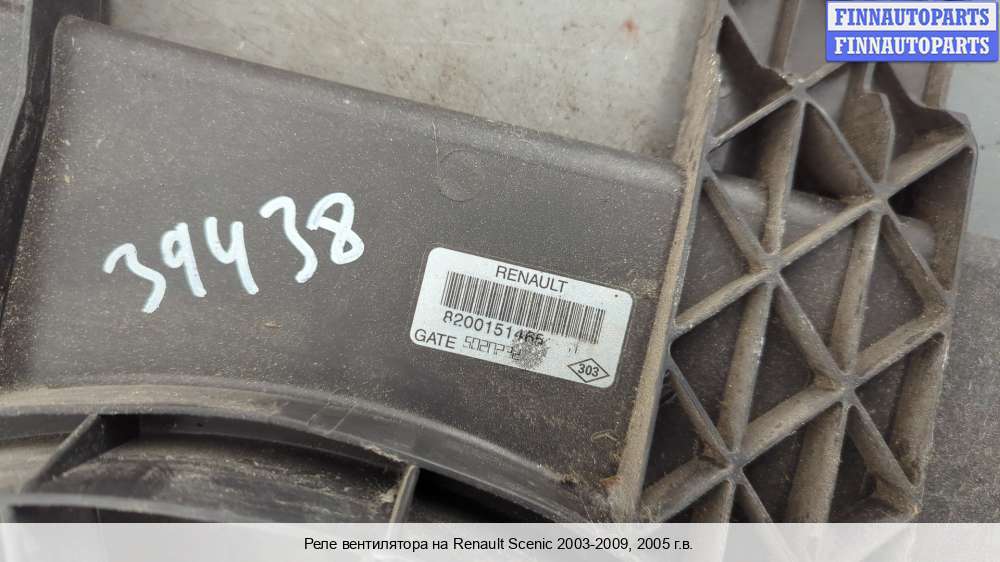 FINNAUTOPARTS
FINNAUTOPARTS
39438
RENAULT
8200151465
GATE
303
Реле вентилятора на Renault Scenic 2003-2009, 2005 г.в.